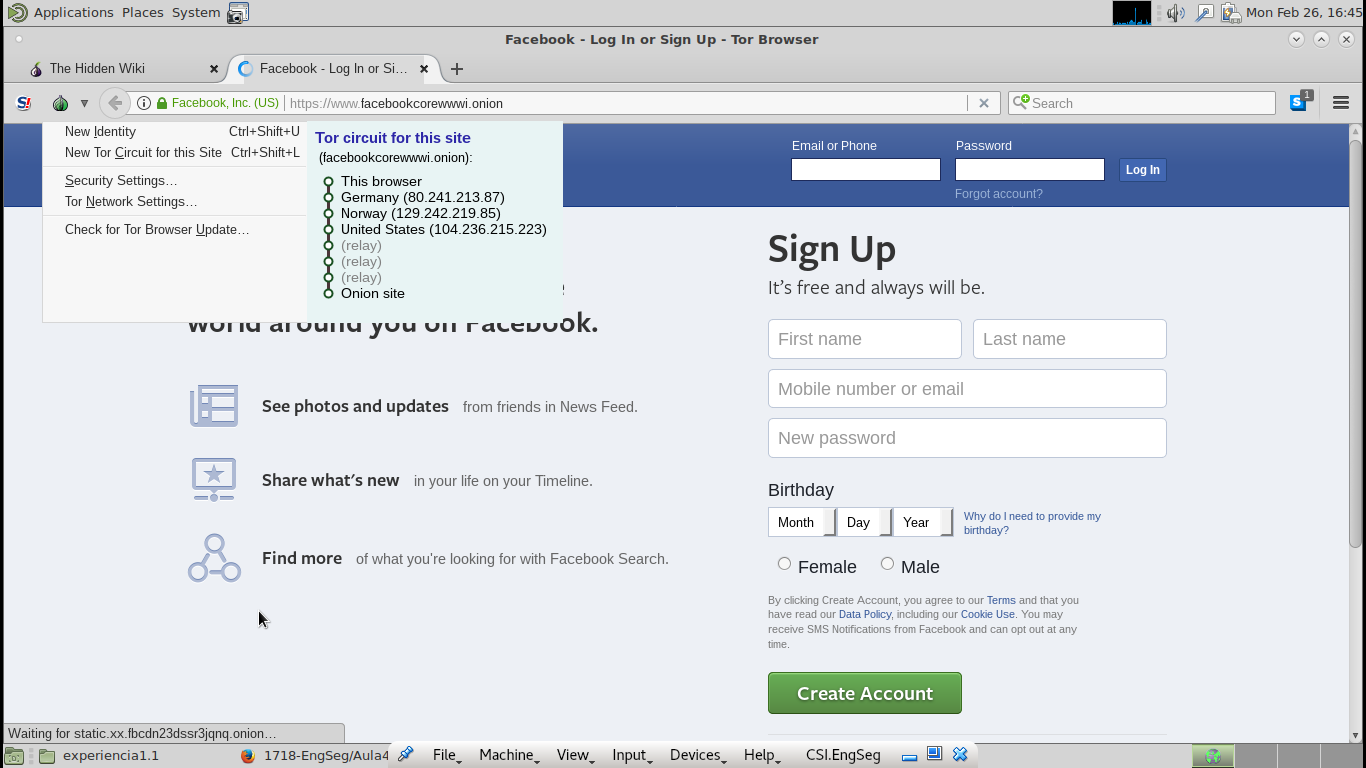 Applications Places System
Mon Feb 26, 16:45
Facebook - Log In or Sign Up - Tor Browser
The Hidden Wiki
Facebook - Log In or Si...
S!
Facebook, Inc. (US)
https://www.facebookcorewwwi.onion
Search
S 1
New Identity Ctrl+Shift+U
New Tor Circuit for this Site Ctrl+Shift+L
Security Settings...
Tor Network Settings...
Check for Tor Browser Update...
Tor circuit for this site
(facebookcorewwwi.onion):
This browser
Germany (80.241.213.87)
Norway (129.242.219.85)
United States (104.236.215.223)
(relay)
(relay)
(relay)
Onion site
Email or Phone
Password
Log In
Forgot account?
world around you on Facebook.
See photos and updates from friends in News Feed.
Share what's new in your life on your Timeline.
Find more of what you're looking for with Facebook Search.
Sign Up
It's free and always will be.
First name
Last name
Mobile number or email
New password
Birthday
Month Day Year
Why do I need to provide my
birthday?
Female Male
By clicking Create Account, you agree to our Terms and that you
have read our Data Policy, including our Cookie Use. You may
receive SMS Notifications from Facebook and can opt out at any
time.
Create Account
Waiting for static.xx.fbcdn23dssr3jqnq.onion...
experiencia1.1
1718-EngSeg/Aula4
File Machine View Input Devices Help CSI.EngSeg